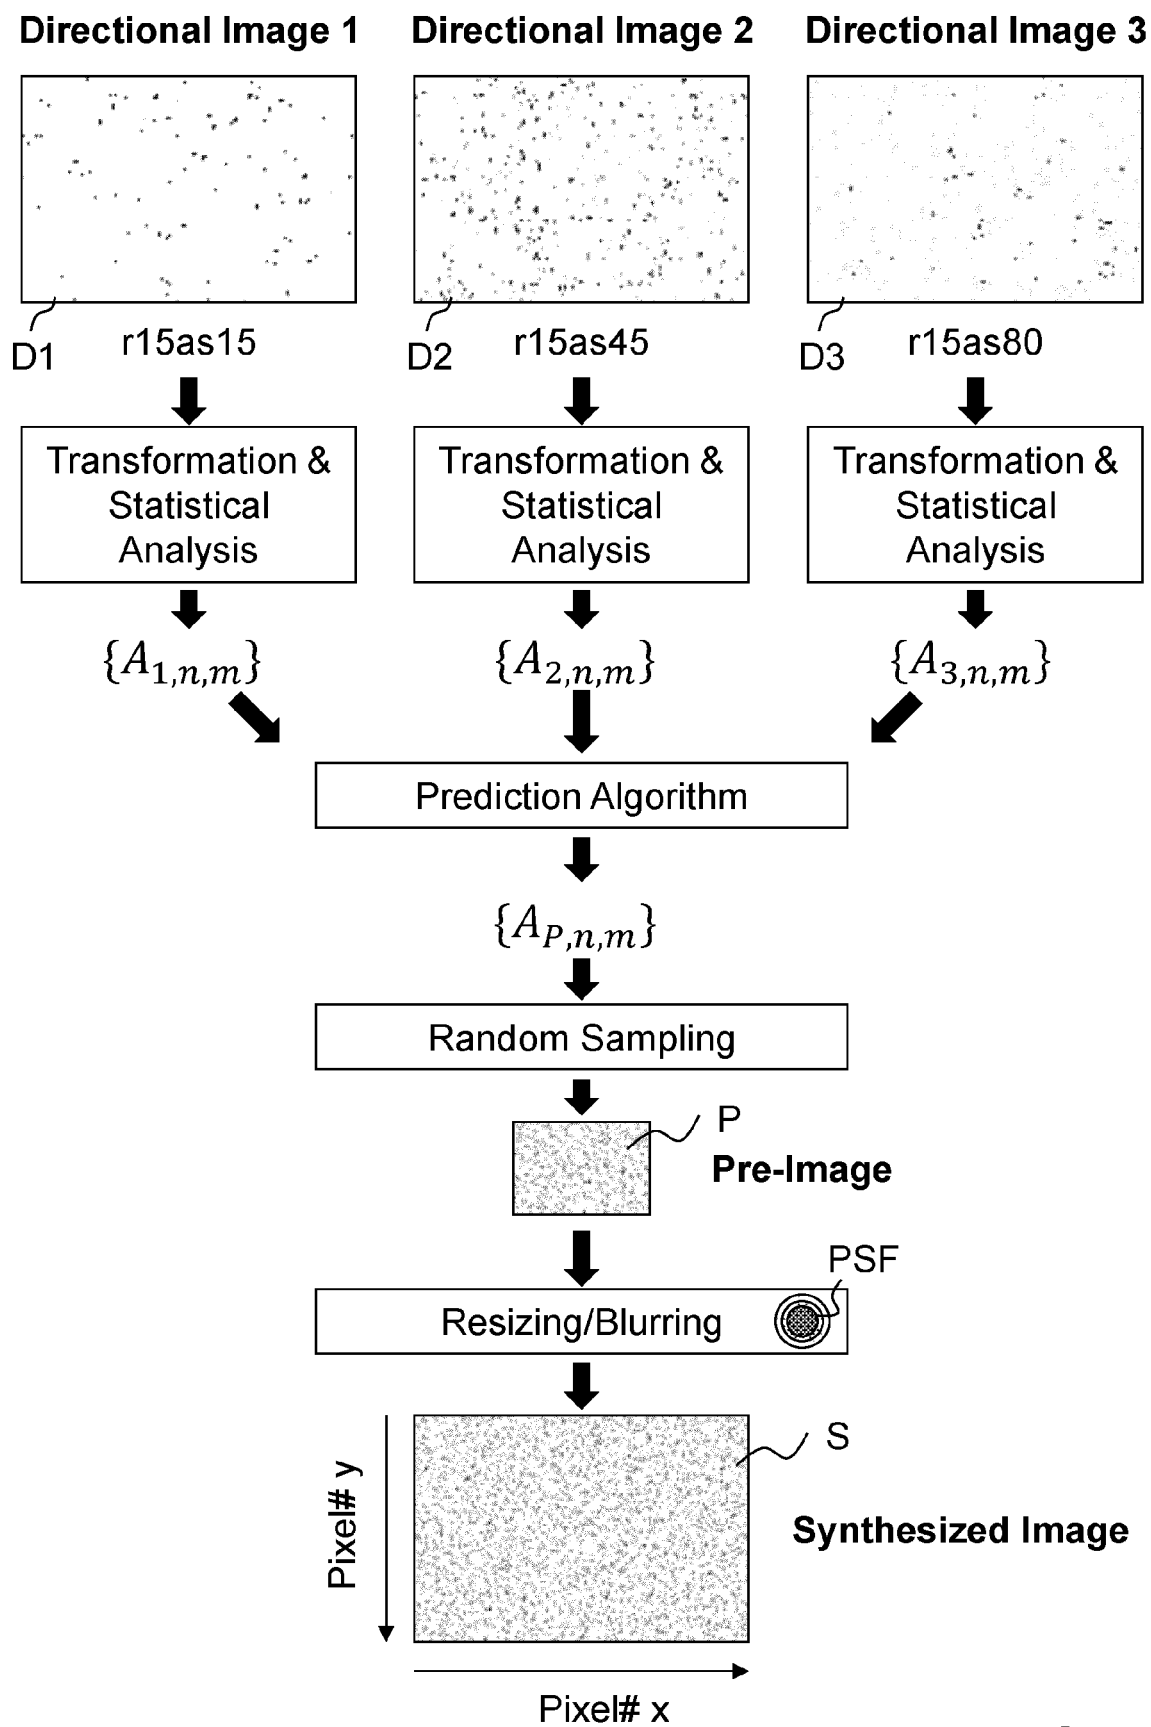 Directional Image 1
Directional Image 2
Directional Image 3
D1
r15as15
D2
r15as45
D3
r15as80
Transformation &
Statistical
Analysis
Transformation &
Statistical
Analysis
Transformation &
Statistical
Analysis
{A1,n,m}
{A2,n,m}
{A3,n,m}
Prediction Algorithm
{AP,n,m}
Random Sampling
P
Pre-Image
PSF
Resizing/Blurring
S
Pixel# y
Synthesized Image
Pixel# x